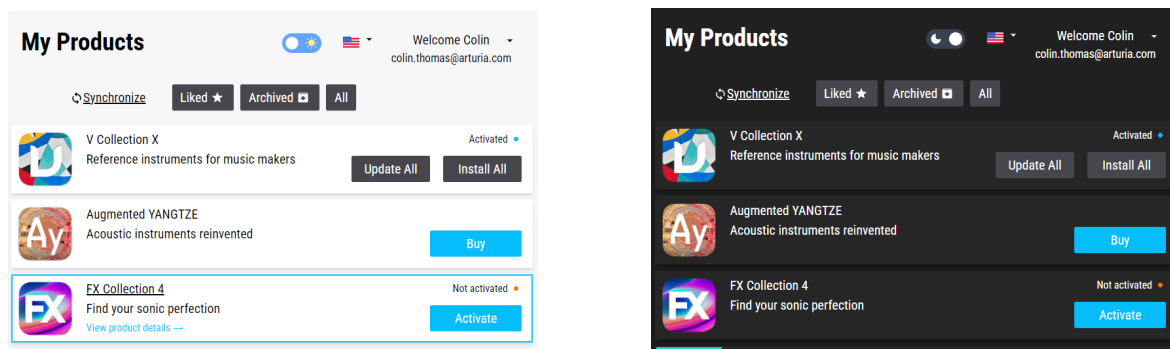 My Products
Welcome Colin
colin.thomas@arturia.com
Synchronize
Liked
Archived
All
V Collection X
Activated
Reference instruments for music makers
Update All
Install All
Ay
Augmented YANGTZE
Acoustic instruments reinvented
Buy
FX
FX Collection 4
Not activated
Find your sonic perfection
View product details →
Activate
My Products
Welcome Colin
colin.thomas@arturia.com
Synchronize
Liked
Archived
All
V Collection X
Activated
Reference instruments for music makers
Update All
Install All
Ay
Augmented YANGTZE
Acoustic instruments reinvented
Buy
FX
FX Collection 4
Not activated
Find your sonic perfection
Activate